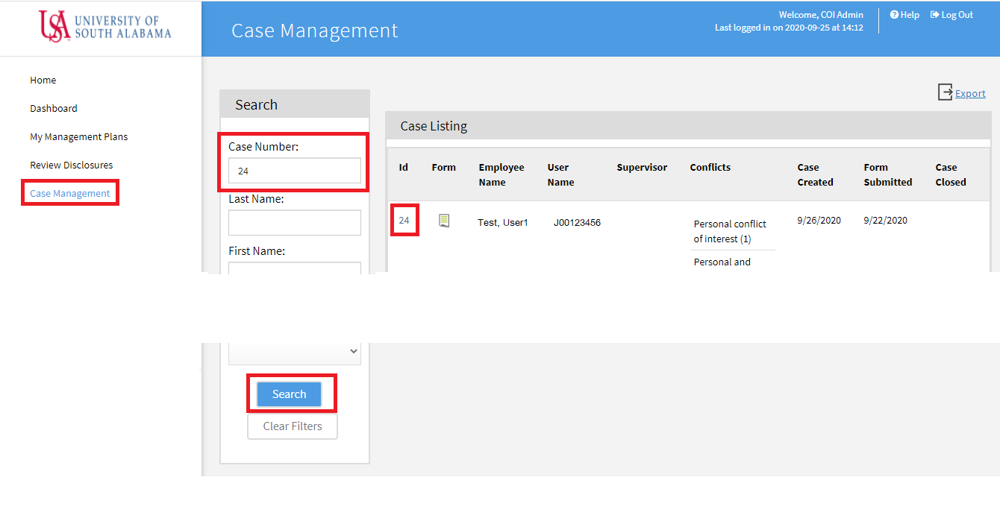 USA UNIVERSITY OF
SOUTH ALABAMA
Case Management
Welcome, COI Admin
Last logged in on 2020-09-25 at 14:12
Help
Log Out
Home
Dashboard
My Management Plans
Review Disclosures
Case Management
Export
Search
Case Number:
24
Last Name:
First Name:
Search
Clear Filters
Case Listing
Id Form Employee Name User Name Supervisor Conflicts Case Created Form Submitted Case Closed
24 Test, User1 J00123456 Personal conflict of interest (1) 9/26/2020 9/22/2020
Personal and